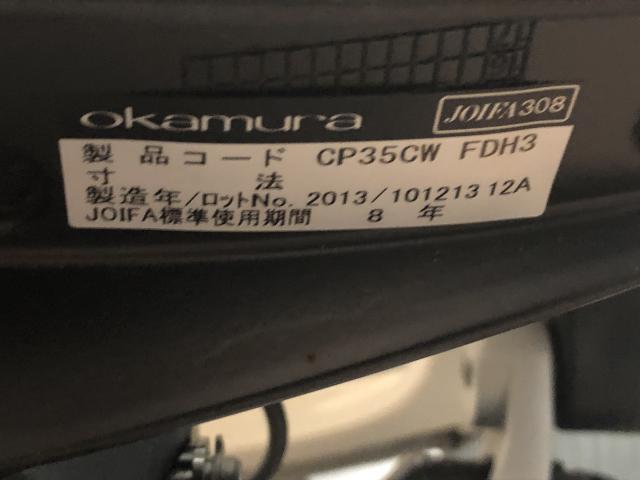 okamura
JOIFA308
製品コード CP35CW FDH3
寸法
製造年/ロットNo. 2013/101213 12A
JOIFA標準使用期間 8 年